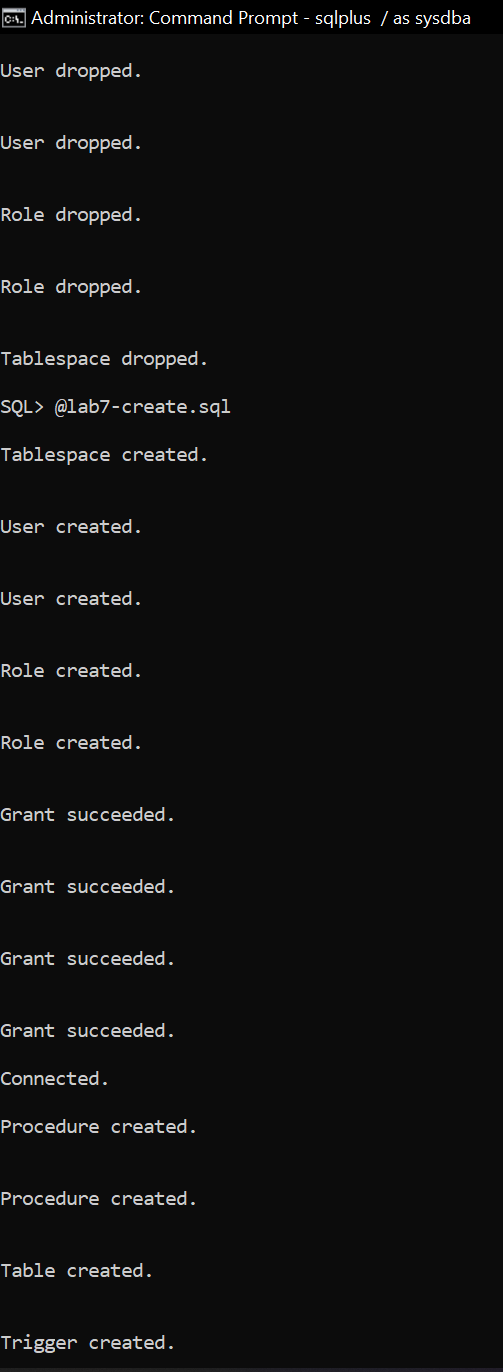 Administrator: Command Prompt - sqlplus / as sysdba
User dropped.
User dropped.
Role dropped.
Role dropped.
Tablespace dropped.
SQL> @lab7-create.sql
Tablespace created.
User created.
User created.
Role created.
Role created.
Grant succeeded.
Grant succeeded.
Grant succeeded.
Grant succeeded.
Connected.
Procedure created.
Procedure created.
Table created.
Trigger created.